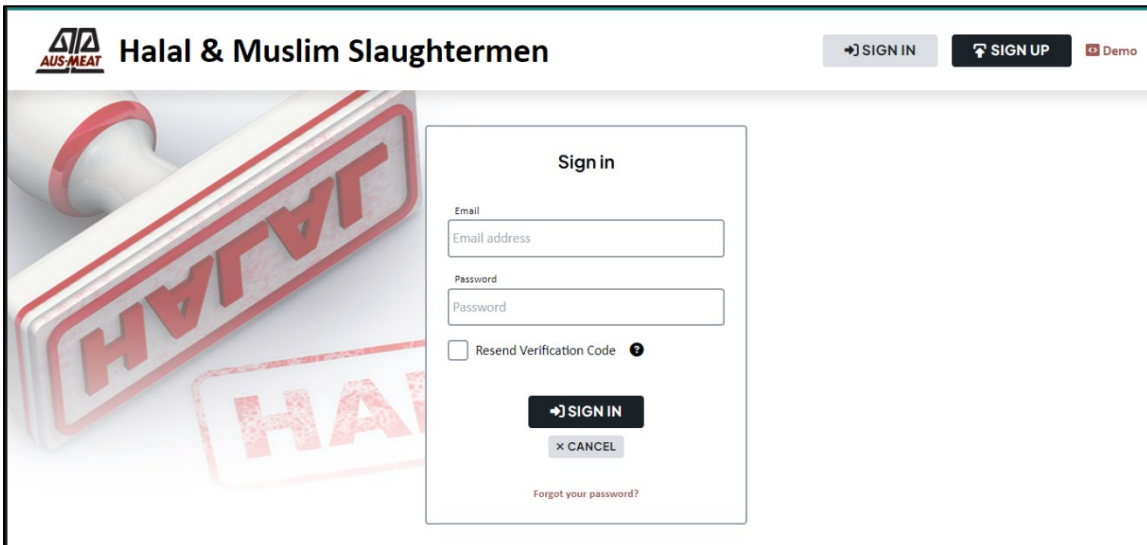 AUS-MEAT
Halal & Muslim Slaughtermen
SIGN IN
SIGN UP
Demo
HALAL
HA
Sign in
Email
Email address
Password
Password
Resend Verification Code ?
SIGN IN
× CANCEL
Forgot your password?